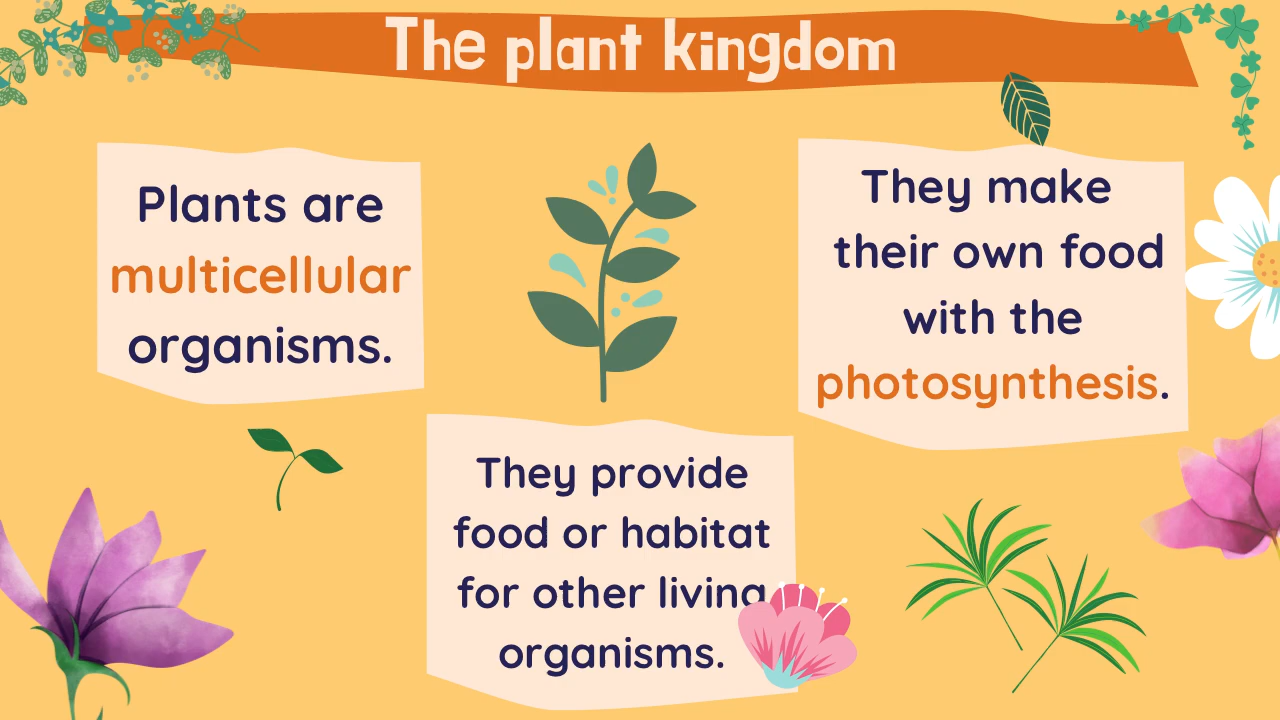 The plant kingdom
Plants are
multicellular
organisms.
They make
their own food
with the
photosynthesis.
They provide
food or habitat
for other living
organisms.